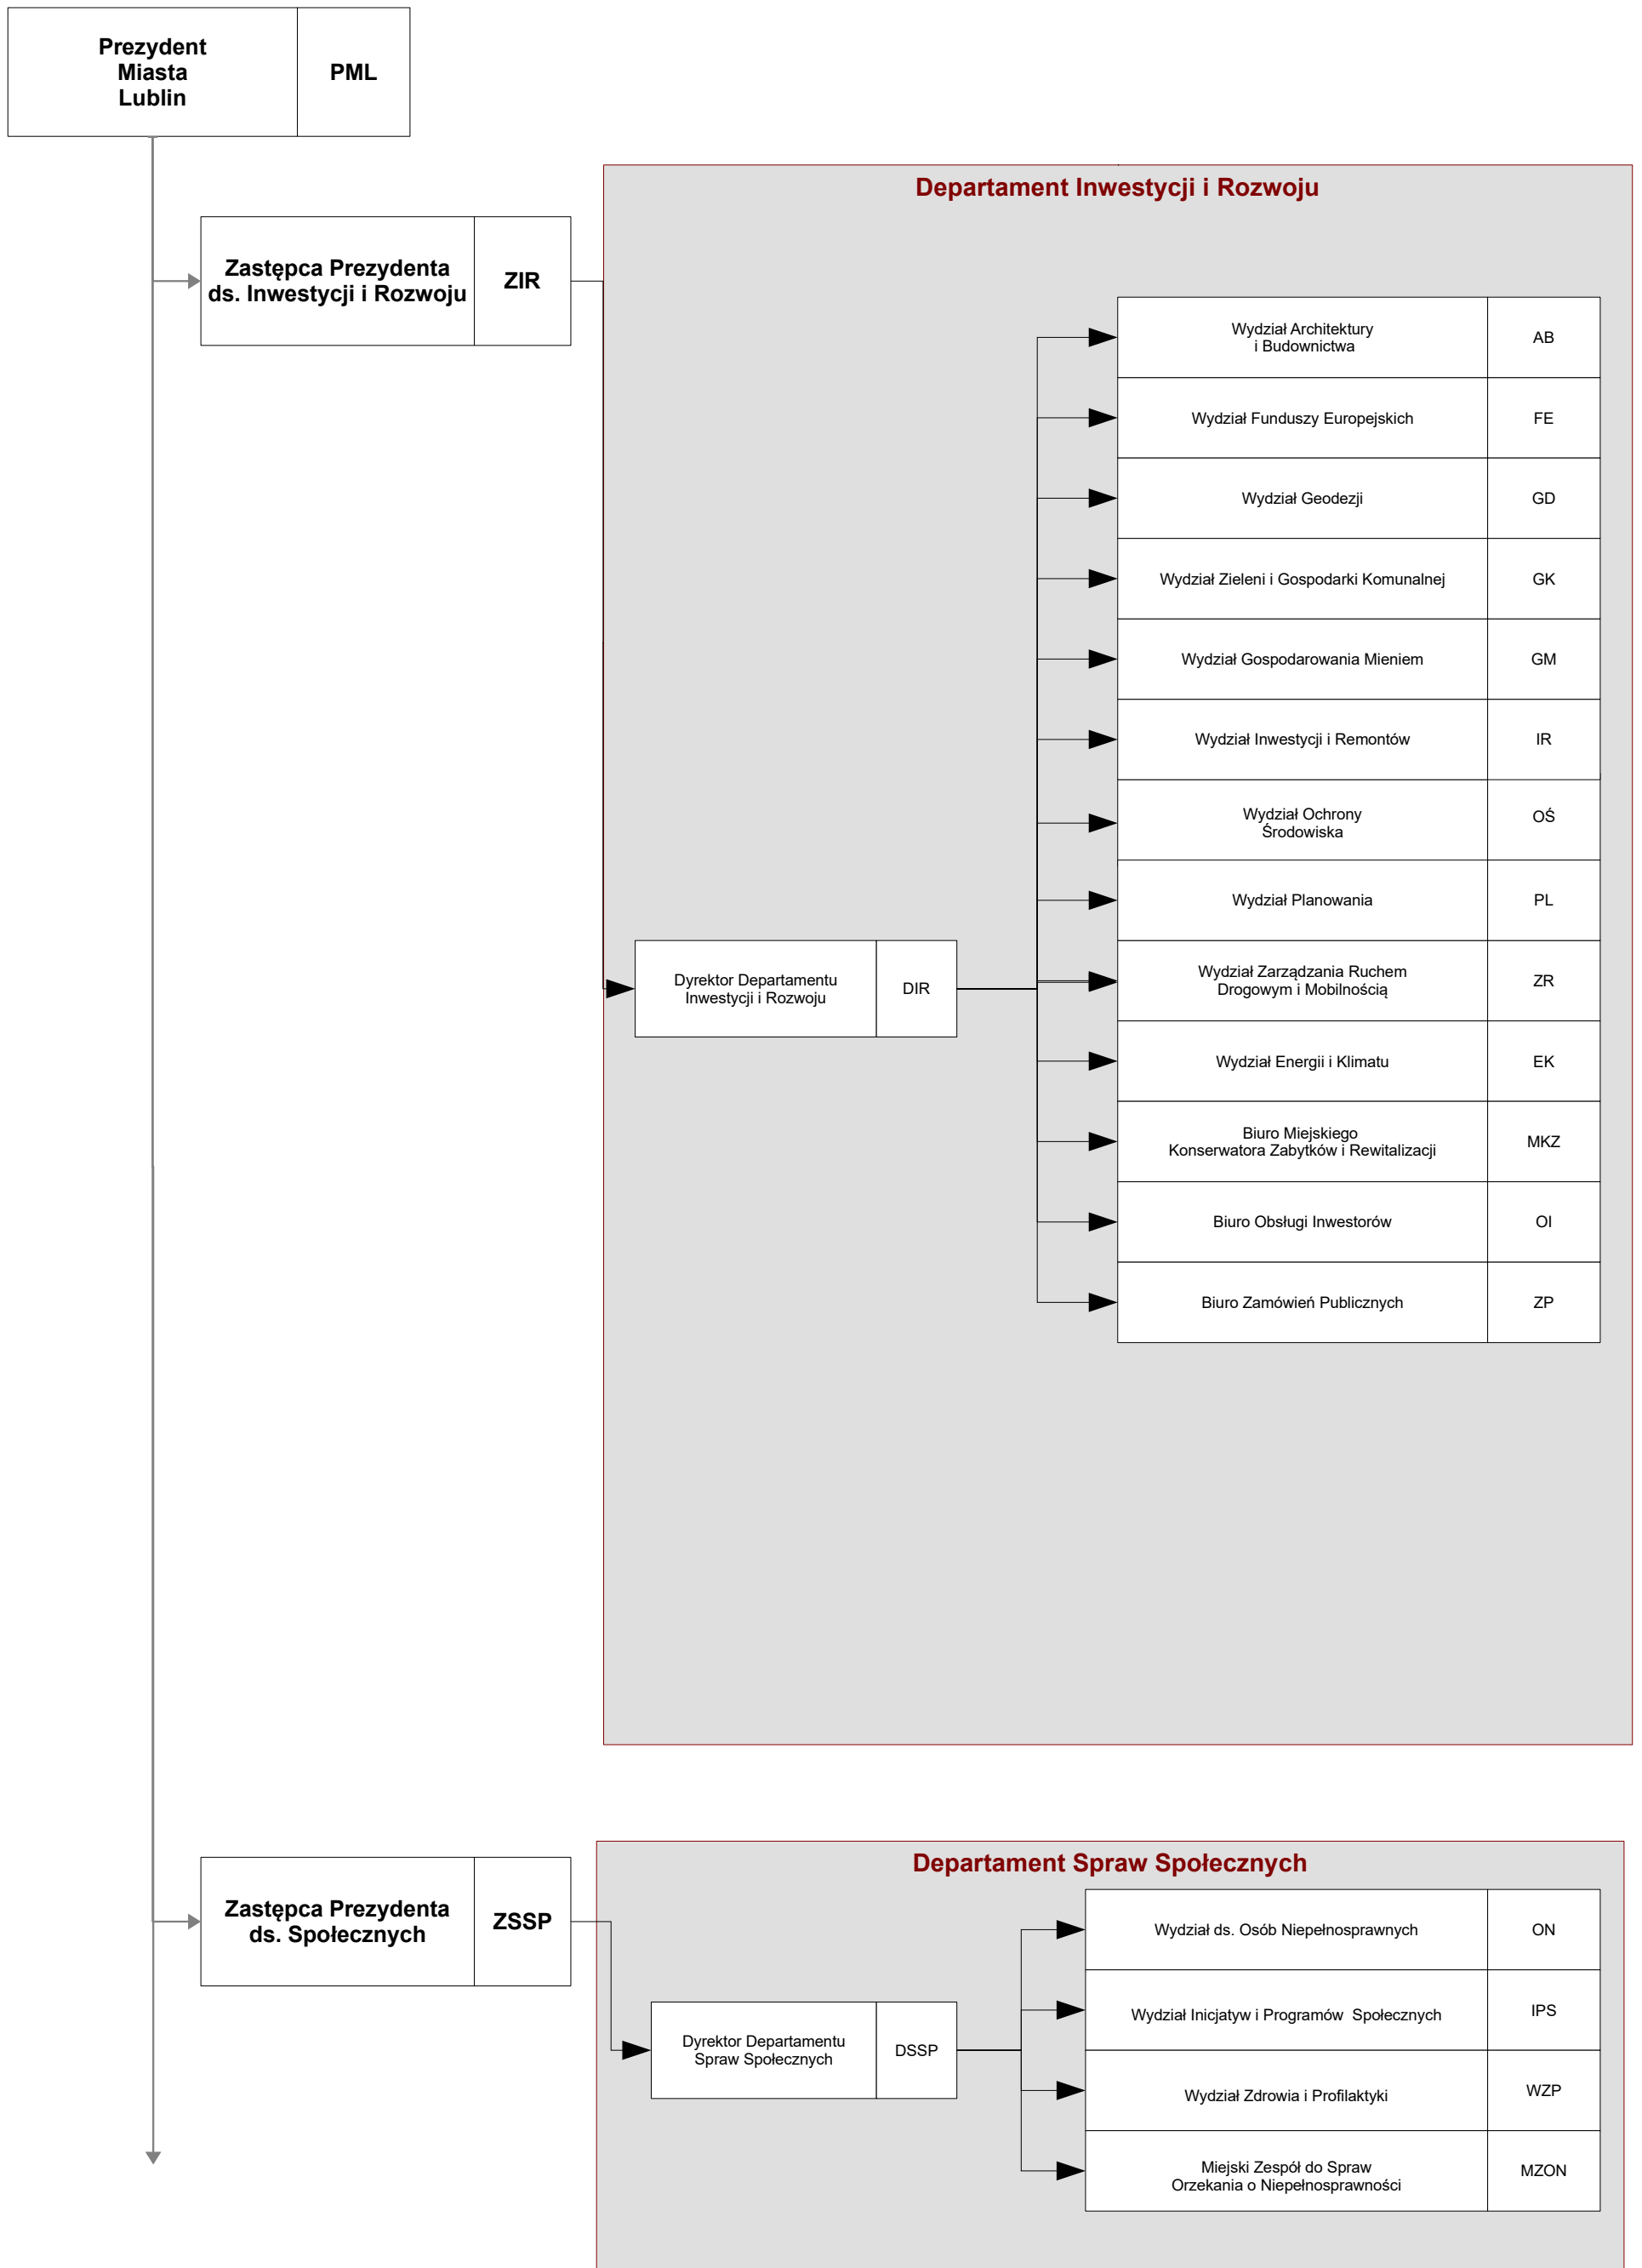 Prezydent
Miasta
Lublin
PML
Departament Inwestycji i Rozwoju
Zastępca Prezydenta
ds. Inwestycji i Rozwoju
ZIR
Wydział Architektury
i Budownictwa
AB
Wydział Funduszy Europejskich
FE
Wydział Geodezji
GD
Wydział Zieleni i Gospodarki Komunalnej
GK
Wydział Gospodarowania Mieniem
GM
Wydział Inwestycji i Remontów
IR
Wydział Ochrony
Środowiska
OŚ
Wydział Planowania
PL
Dyrektor Departamentu
Inwestycji i Rozwoju
DIR
Wydział Zarządzania Ruchem
Drogowym i Mobilnością
ZR
Wydział Energii i Klimatu
EK
Biuro Miejskiego
Konserwatora Zabytków i Rewitalizacji
MKZ
Biuro Obsługi Inwestorów
OI
Biuro Zamówień Publicznych
ZP
Departament Spraw Społecznych
Zastępca Prezydenta
ds. Społecznych
ZSSP
Wydział ds. Osób Niepełnosprawnych
ON
Wydział Inicjatyw i Programów  Społecznych
IPS
Dyrektor Departamentu
Spraw Społecznych
DSSP
Wydział Zdrowia i Profilaktyki
WZP
Miejski Zespół do Spraw
Orzekania o Niepełnosprawności
MZON